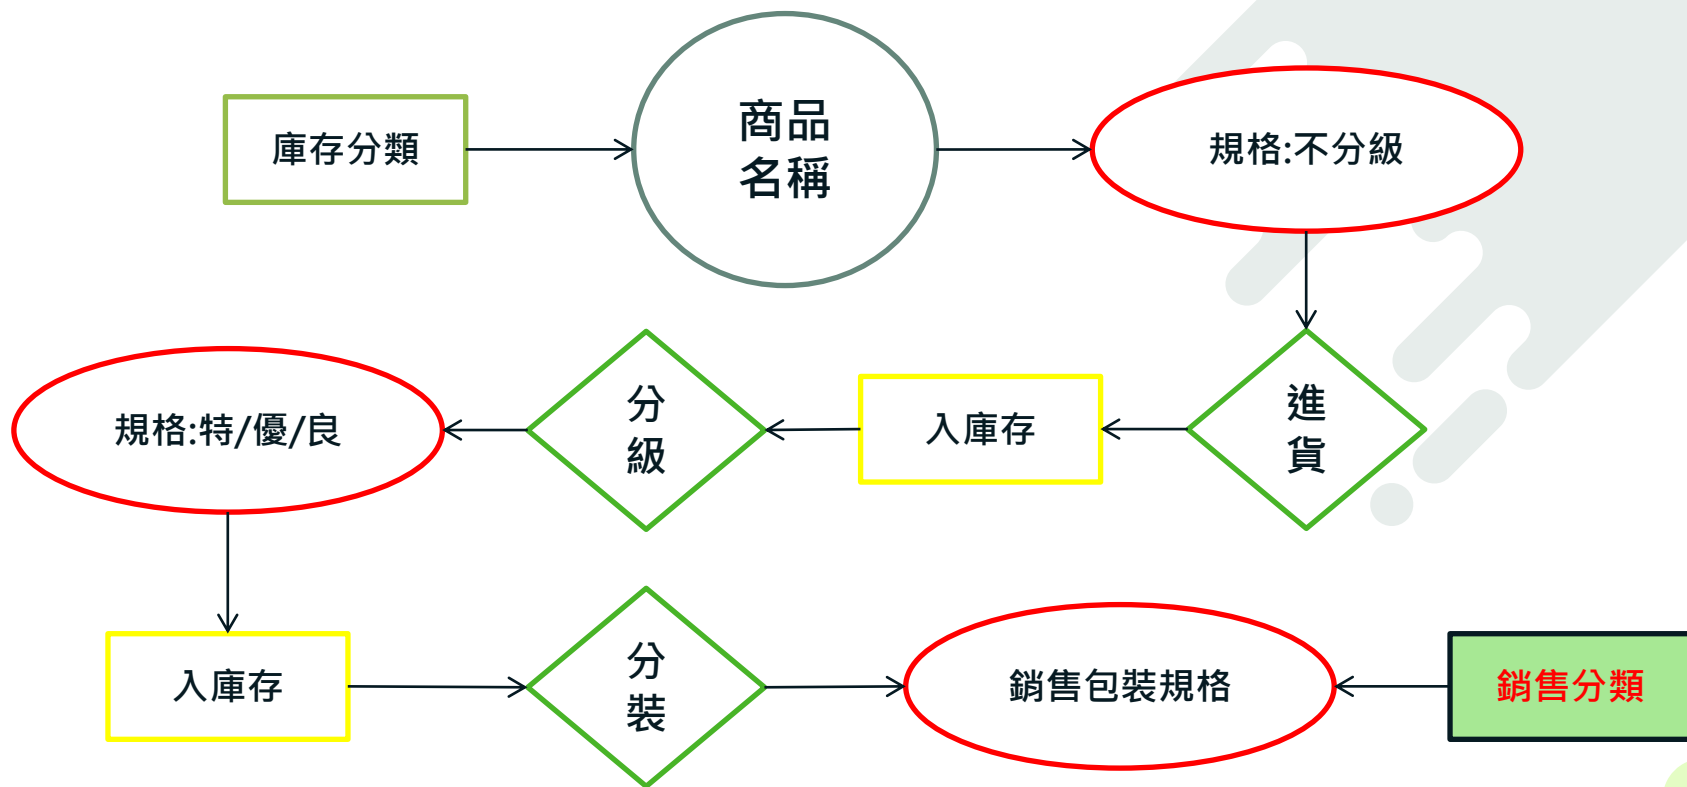 庫存分類
商品
名稱
規格:不分級
規格:特/優/良
分
級
入庫存
進
貨
入庫存
分
裝
銷售包裝規格
銷售分類